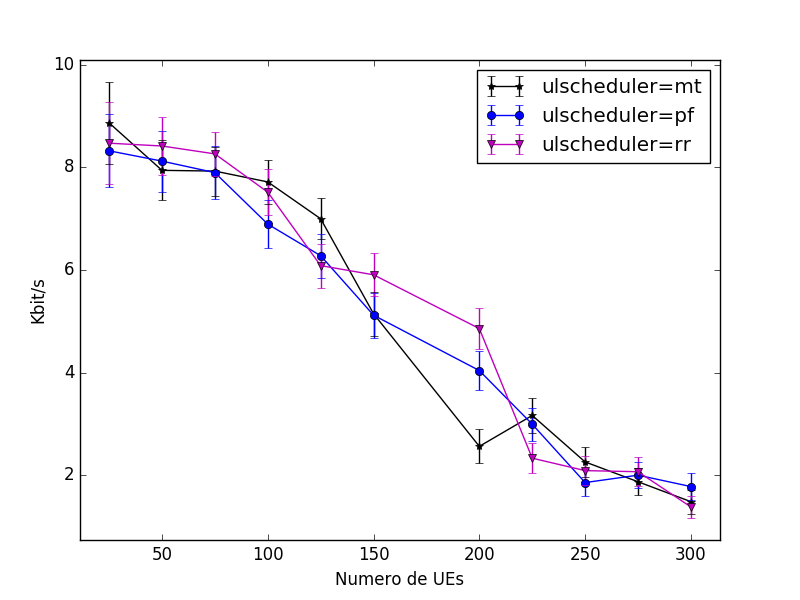 10
8
6
4
2
Kbit/s
ulscheduler=mt
ulscheduler=pf
ulscheduler=rr
50 100 150 200 250 300
Numero de UEs